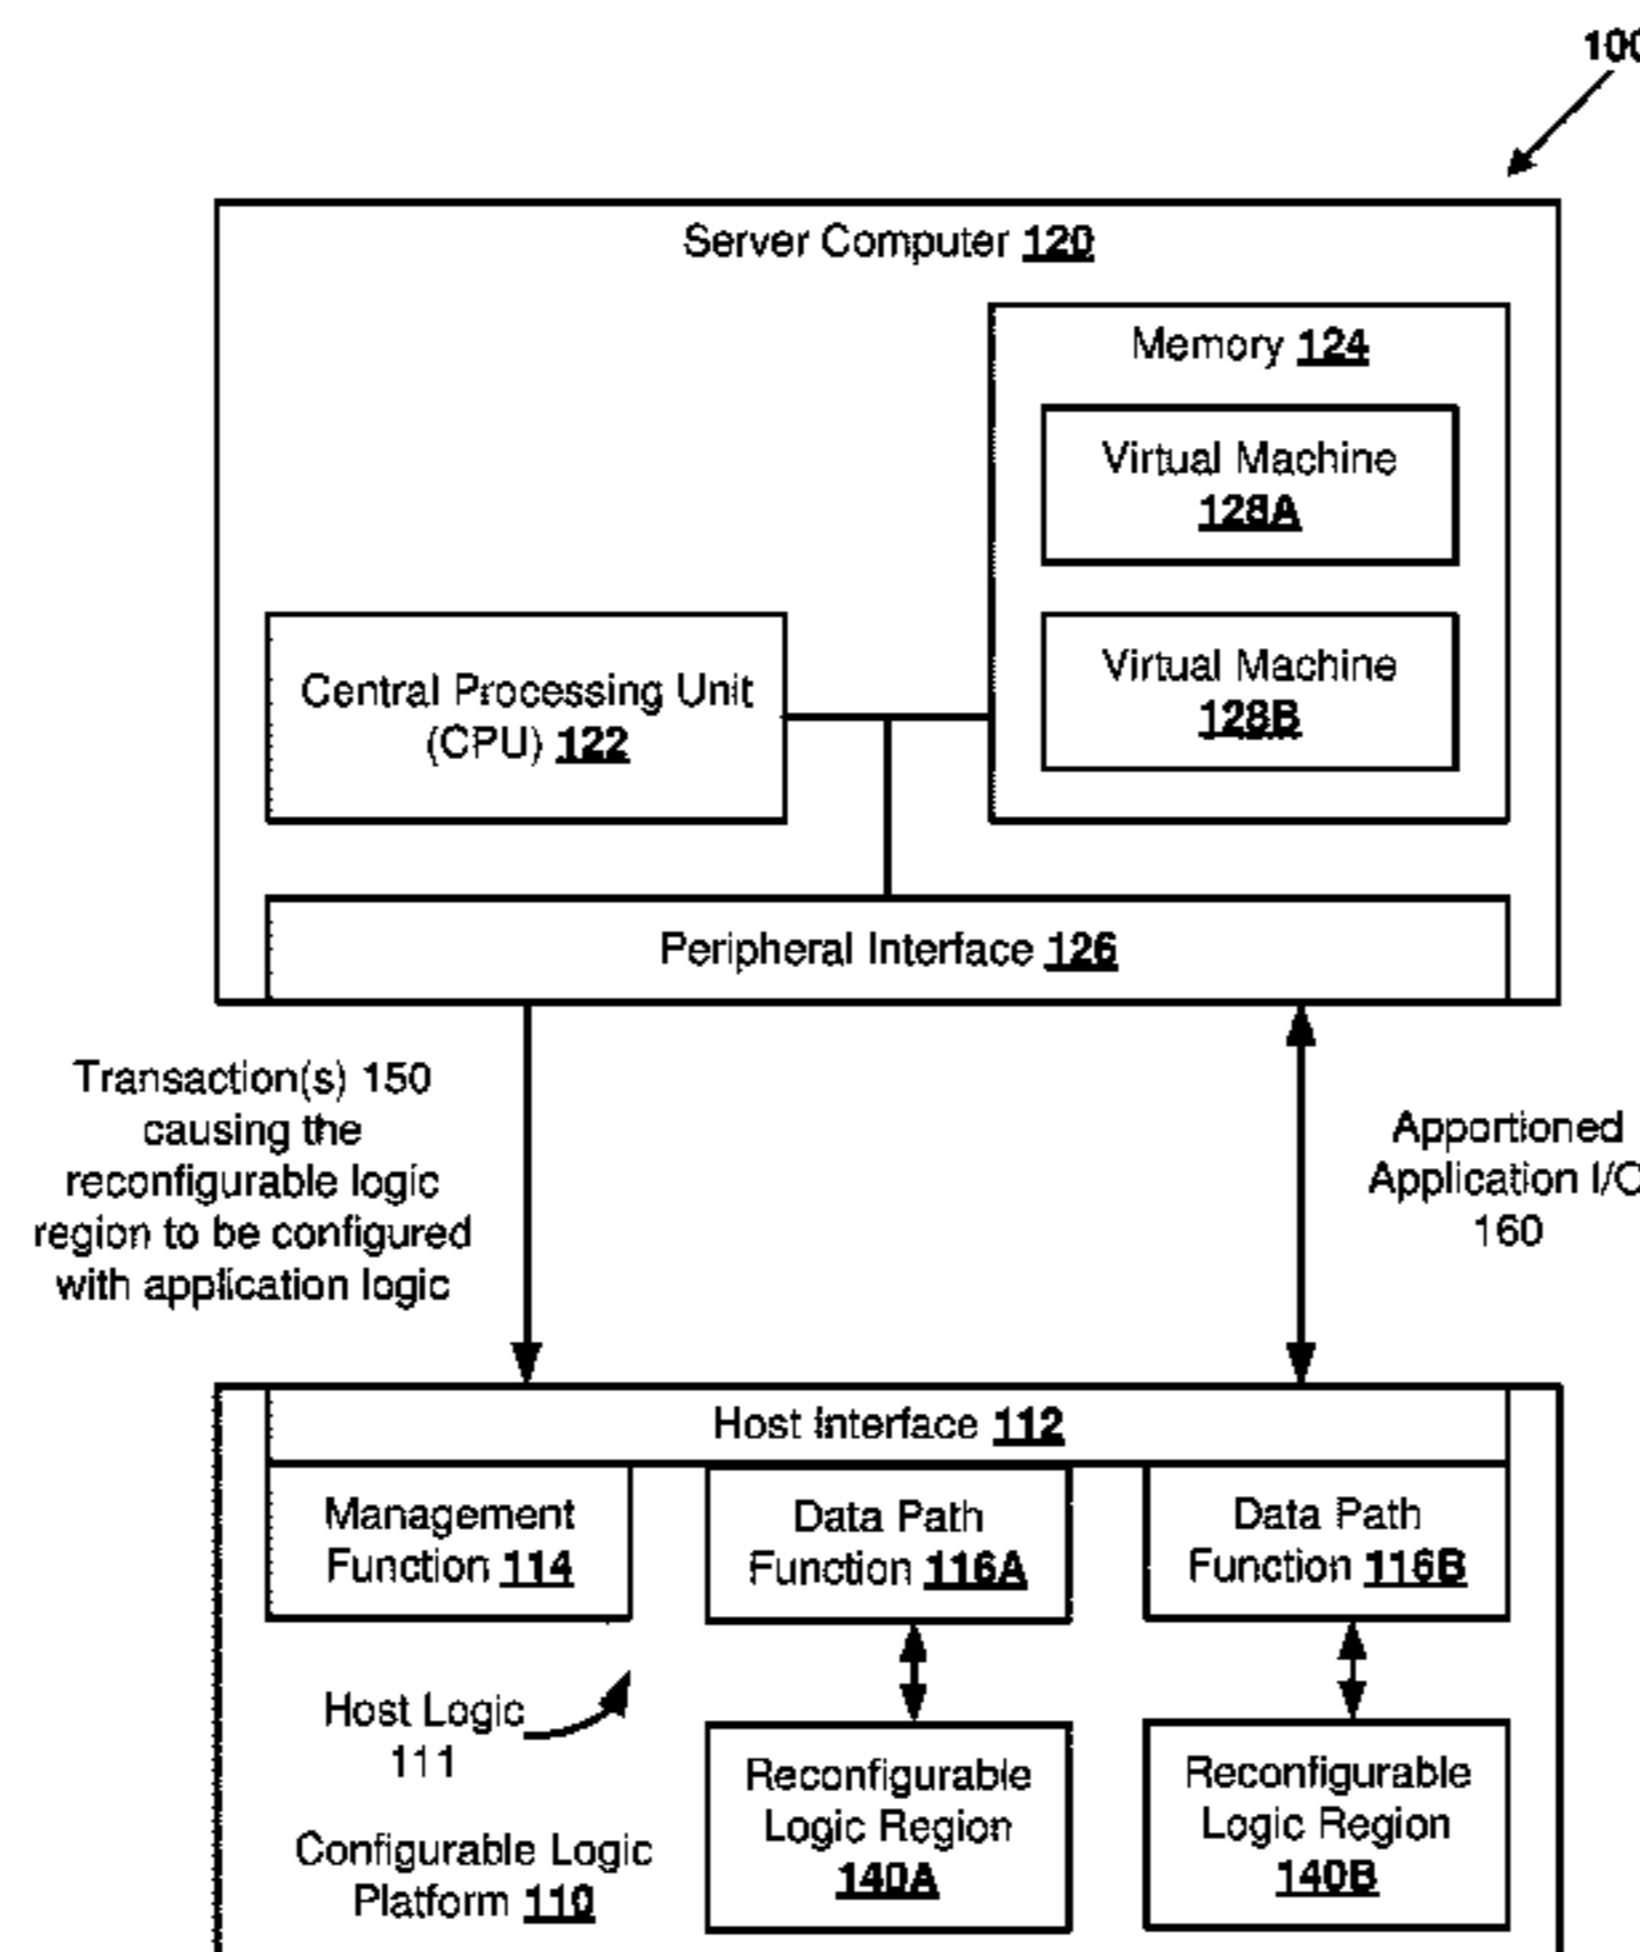 100
Server Computer 120
Memory 124
Virtual Machine
128A
Virtual Machine
128B
Central Processing Unit
(CPU) 122
Peripheral Interface 126
Transaction(s) 150
causing the
reconfigurable logic
region to be configured
with application logic
Apportioned
Application I/O
160
Host Interface 112
Management
Function 114
Data Path
Function 116A
Data Path
Function 116B
Host Logic
111
Reconfigurable
Logic Region
140A
Reconfigurable
Logic Region
140B
Configurable Logic
Platform 110